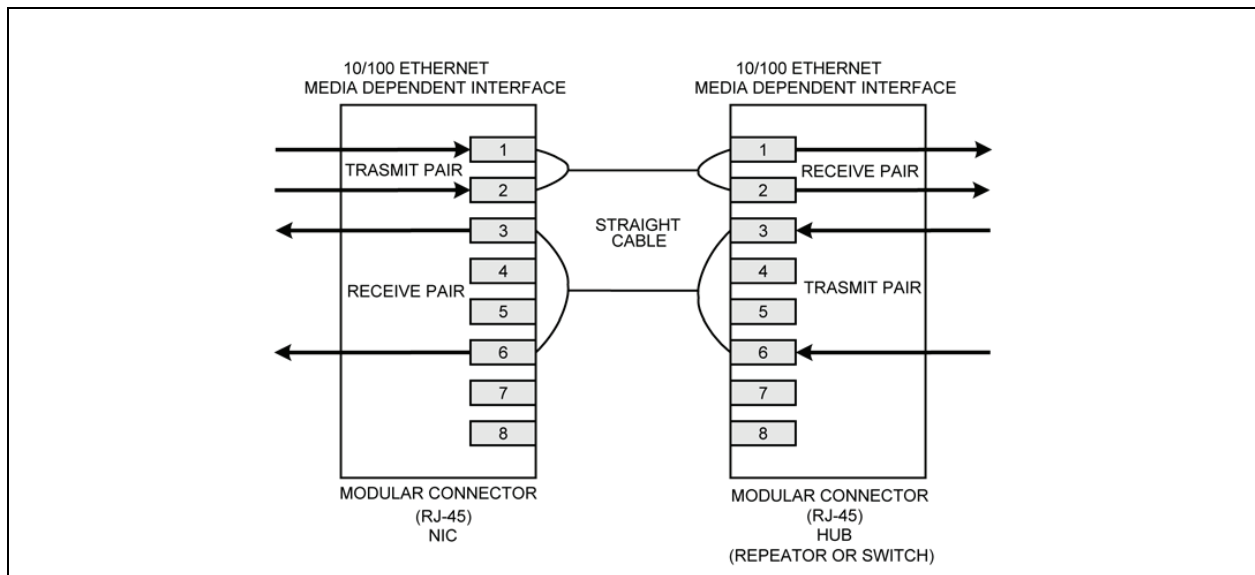 10/100 ETHERNET
MEDIA DEPENDENT INTERFACE
10/100 ETHERNET
MEDIA DEPENDENT INTERFACE
1
TRASMIT PAIR
2
3
4
RECEIVE PAIR
5
6
7
8
STRAIGHT
CABLE
1
RECEIVE PAIR
2
3
4
TRASMIT PAIR
5
6
7
8
MODULAR CONNECTOR
(RJ-45)
NIC
MODULAR CONNECTOR
(RJ-45)
HUB
(REPEATOR OR SWITCH)